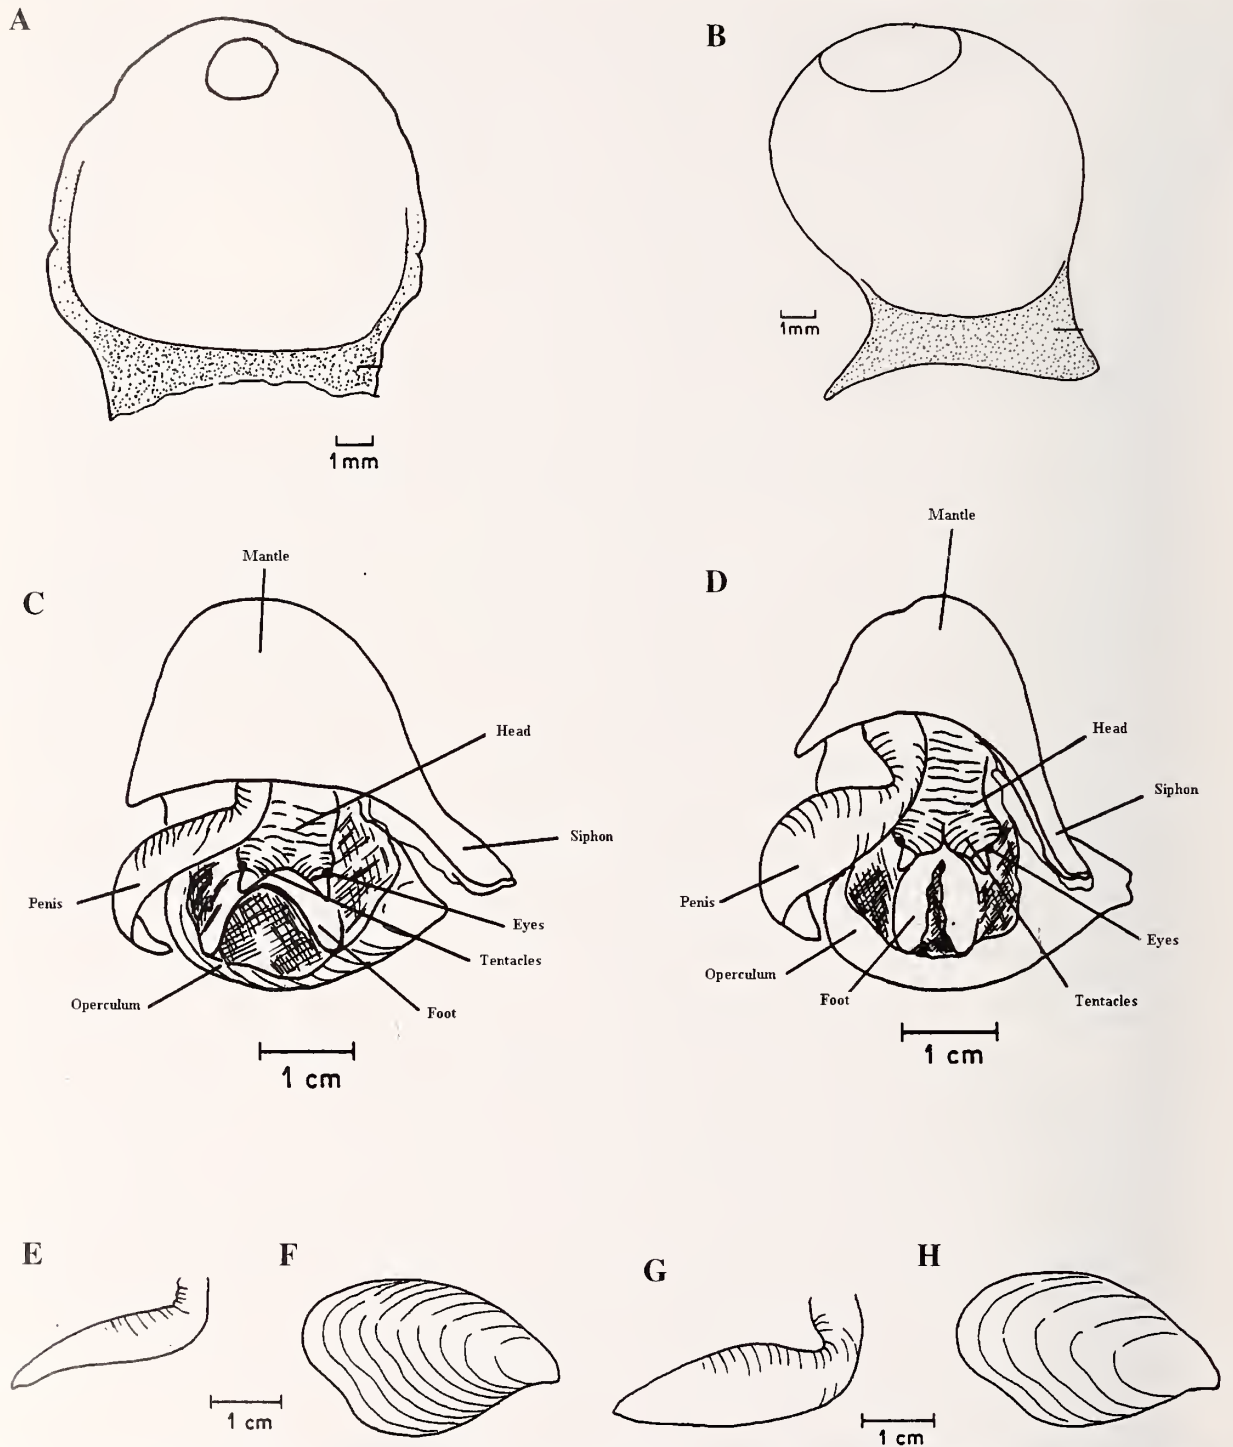 A
B
1mm
1mm
Mantle
Mantle
C
D
Head
Head
Siphon
Siphon
Penis
Penis
Eyes
Eyes
Tentacles
Operculum
Operculum
Foot
Foot
Tentacles
1 cm
1 cm
E
F
G
H
1 cm
1 cm